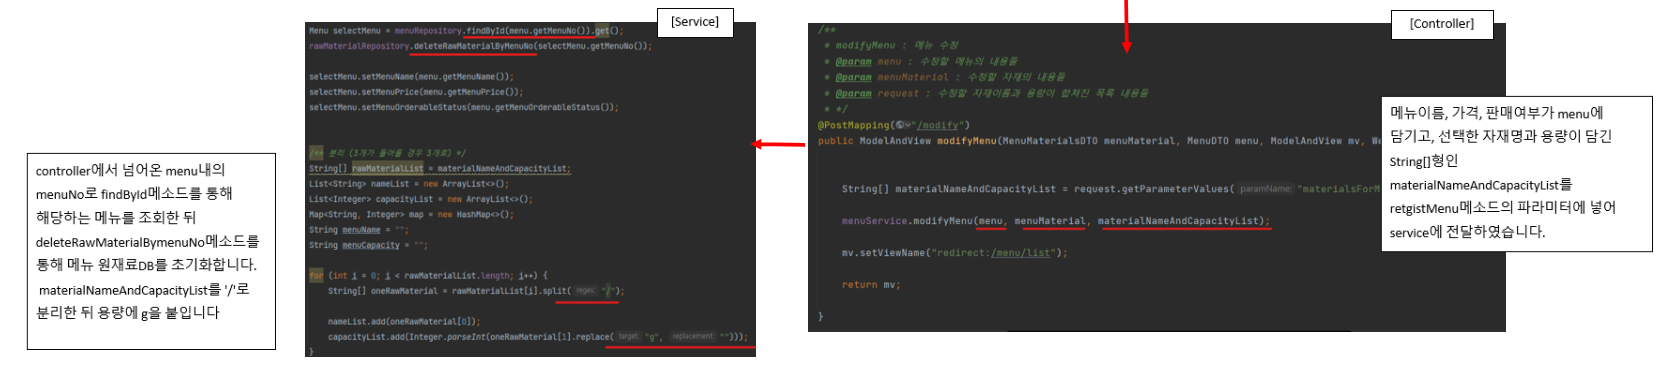 [Service]
Menu selectMenu = menuRepository.findById(menu.getMenuNo()).get();
rawMaterialRepository.deleteRawMaterialByMenuNo(selectMenu.getMenuNo());
selectMenu.setMenuName(menu.getMenuName());
selectMenu.setMenuPrice(menu.getMenuPrice());
selectMenu.setMenuOrderableStatus(menu.getMenuOrderableStatus());
/** 분리 (3개가 들어올 경우 3개로) */
String[] rawMaterialList = materialNameAndCapacityList;
List<String> nameList = new ArrayList<>();
List<Integer> capacityList = new ArrayList<>();
Map<String, Integer> map = new HashMap<>();
String menuName = "";
String menuCapacity = "";
for (int i = 0; i < rawMaterialList.length; i++) {
String[] oneRawMaterial = rawMaterialList[i].split( regex: "/");
nameList.add(oneRawMaterial[0]);
capacityList.add(Integer.parseInt(oneRawMaterial[1].replace( target: "g", replacement: "")));
}
controller에서 넘어온 menu내의
menuNo로 findById메소드를 통해
해당하는 메뉴를 조회한 뒤
deleteRawMaterialBymenuNo메소드를
통해 메뉴 원재료DB를 초기화합니다.
materialNameAndCapacityList를 '/'로
분리한 뒤 용량에 g을 붙입니다
[Controller]
/**
* modifyMenu : 메뉴 수정
* @param menu : 수정할 메뉴의 내용들
* @param menuMaterial : 수정할 자재의 내용들
* @param request : 수정할 자재이름과 용량이 합쳐진 목록 내용들
* */
@PostMapping("/modify")
public ModelAndView modifyMenu(MenuMaterialsDTO menuMaterial, MenuDTO menu, ModelAndView mv, We
String[] materialNameAndCapacityList = request.getParameterValues( paramName: "materialsForM
menuService.modifyMenu(menu, menuMaterial, materialNameAndCapacityList);
mv.setViewName("redirect:/menu/list");
return mv;
}
메뉴이름, 가격, 판매여부가 menu에
담기고, 선택한 자재명과 용량이 담긴
String[]형인
materialNameAndCapacityList를
retgistMenu메소드의 파라미터에 넣어
service에 전달하였습니다.